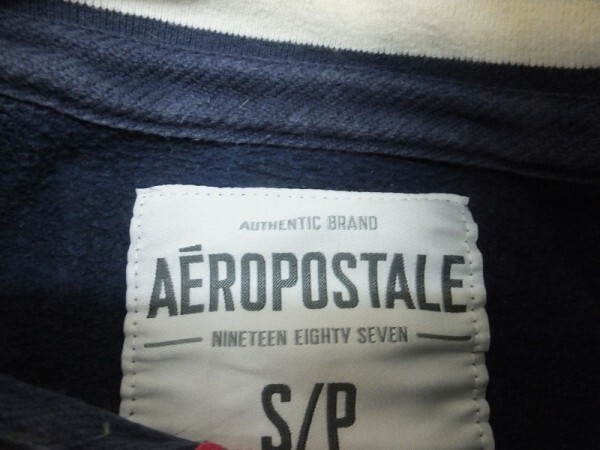 AUTHENTIC BRAND
AÉROPOSTALE
NINETEEN EIGHTY SEVEN
S/P